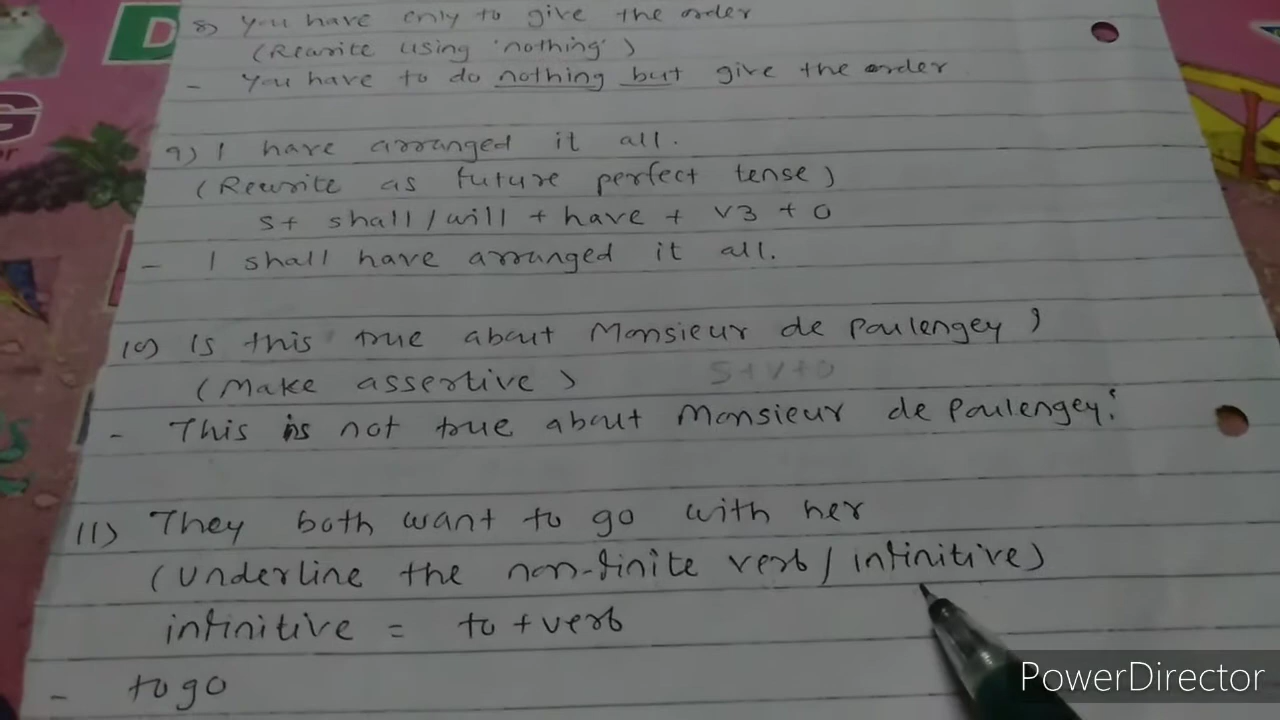 8) You have only to give the order
(Rewrite using 'nothing')
- You have to do nothing but give the order
9) I have arranged it all.
(Rewrite as future perfect tense)
S+ shall/will + have + V3 + O
- I shall have arranged it all.
10) Is this true about Monsieur de Poulengey?
(Make assertive) S+V+O
- This is not true about Monsieur de Poulengey.
11) They both want to go with her
(Underline the non-finite verb/infinitive)
infinitive = to + verb
- to go
PowerDirector